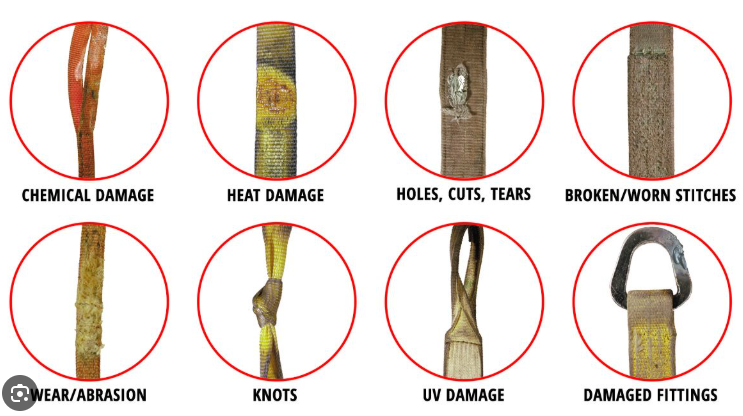 CHEMICAL DAMAGE
HEAT DAMAGE
HOLES, CUTS, TEARS
BROKEN/WORN STITCHES
WEAR/ABRASION
KNOTS
UV DAMAGE
DAMAGED FITTINGS